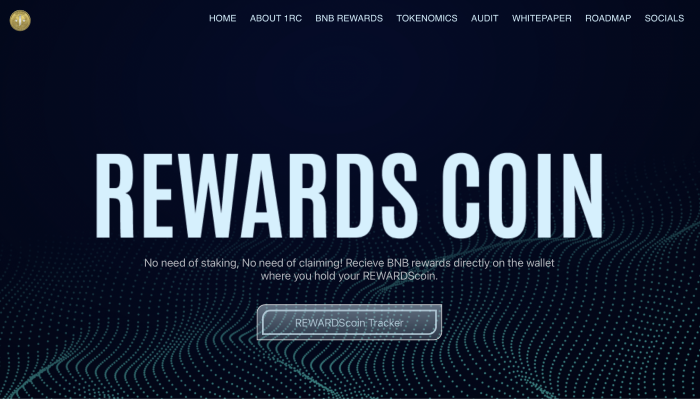 HOME ABOUT 1RC BNB REWARDS TOKENOMICS AUDIT WHITEPAPER ROADMAP SOCIALS
REWARDS COIN
No need of staking, No need of claiming! Recieve BNB rewards directly on the wallet
where you hold your REWARDScoin.
REWARDScoin Tracker